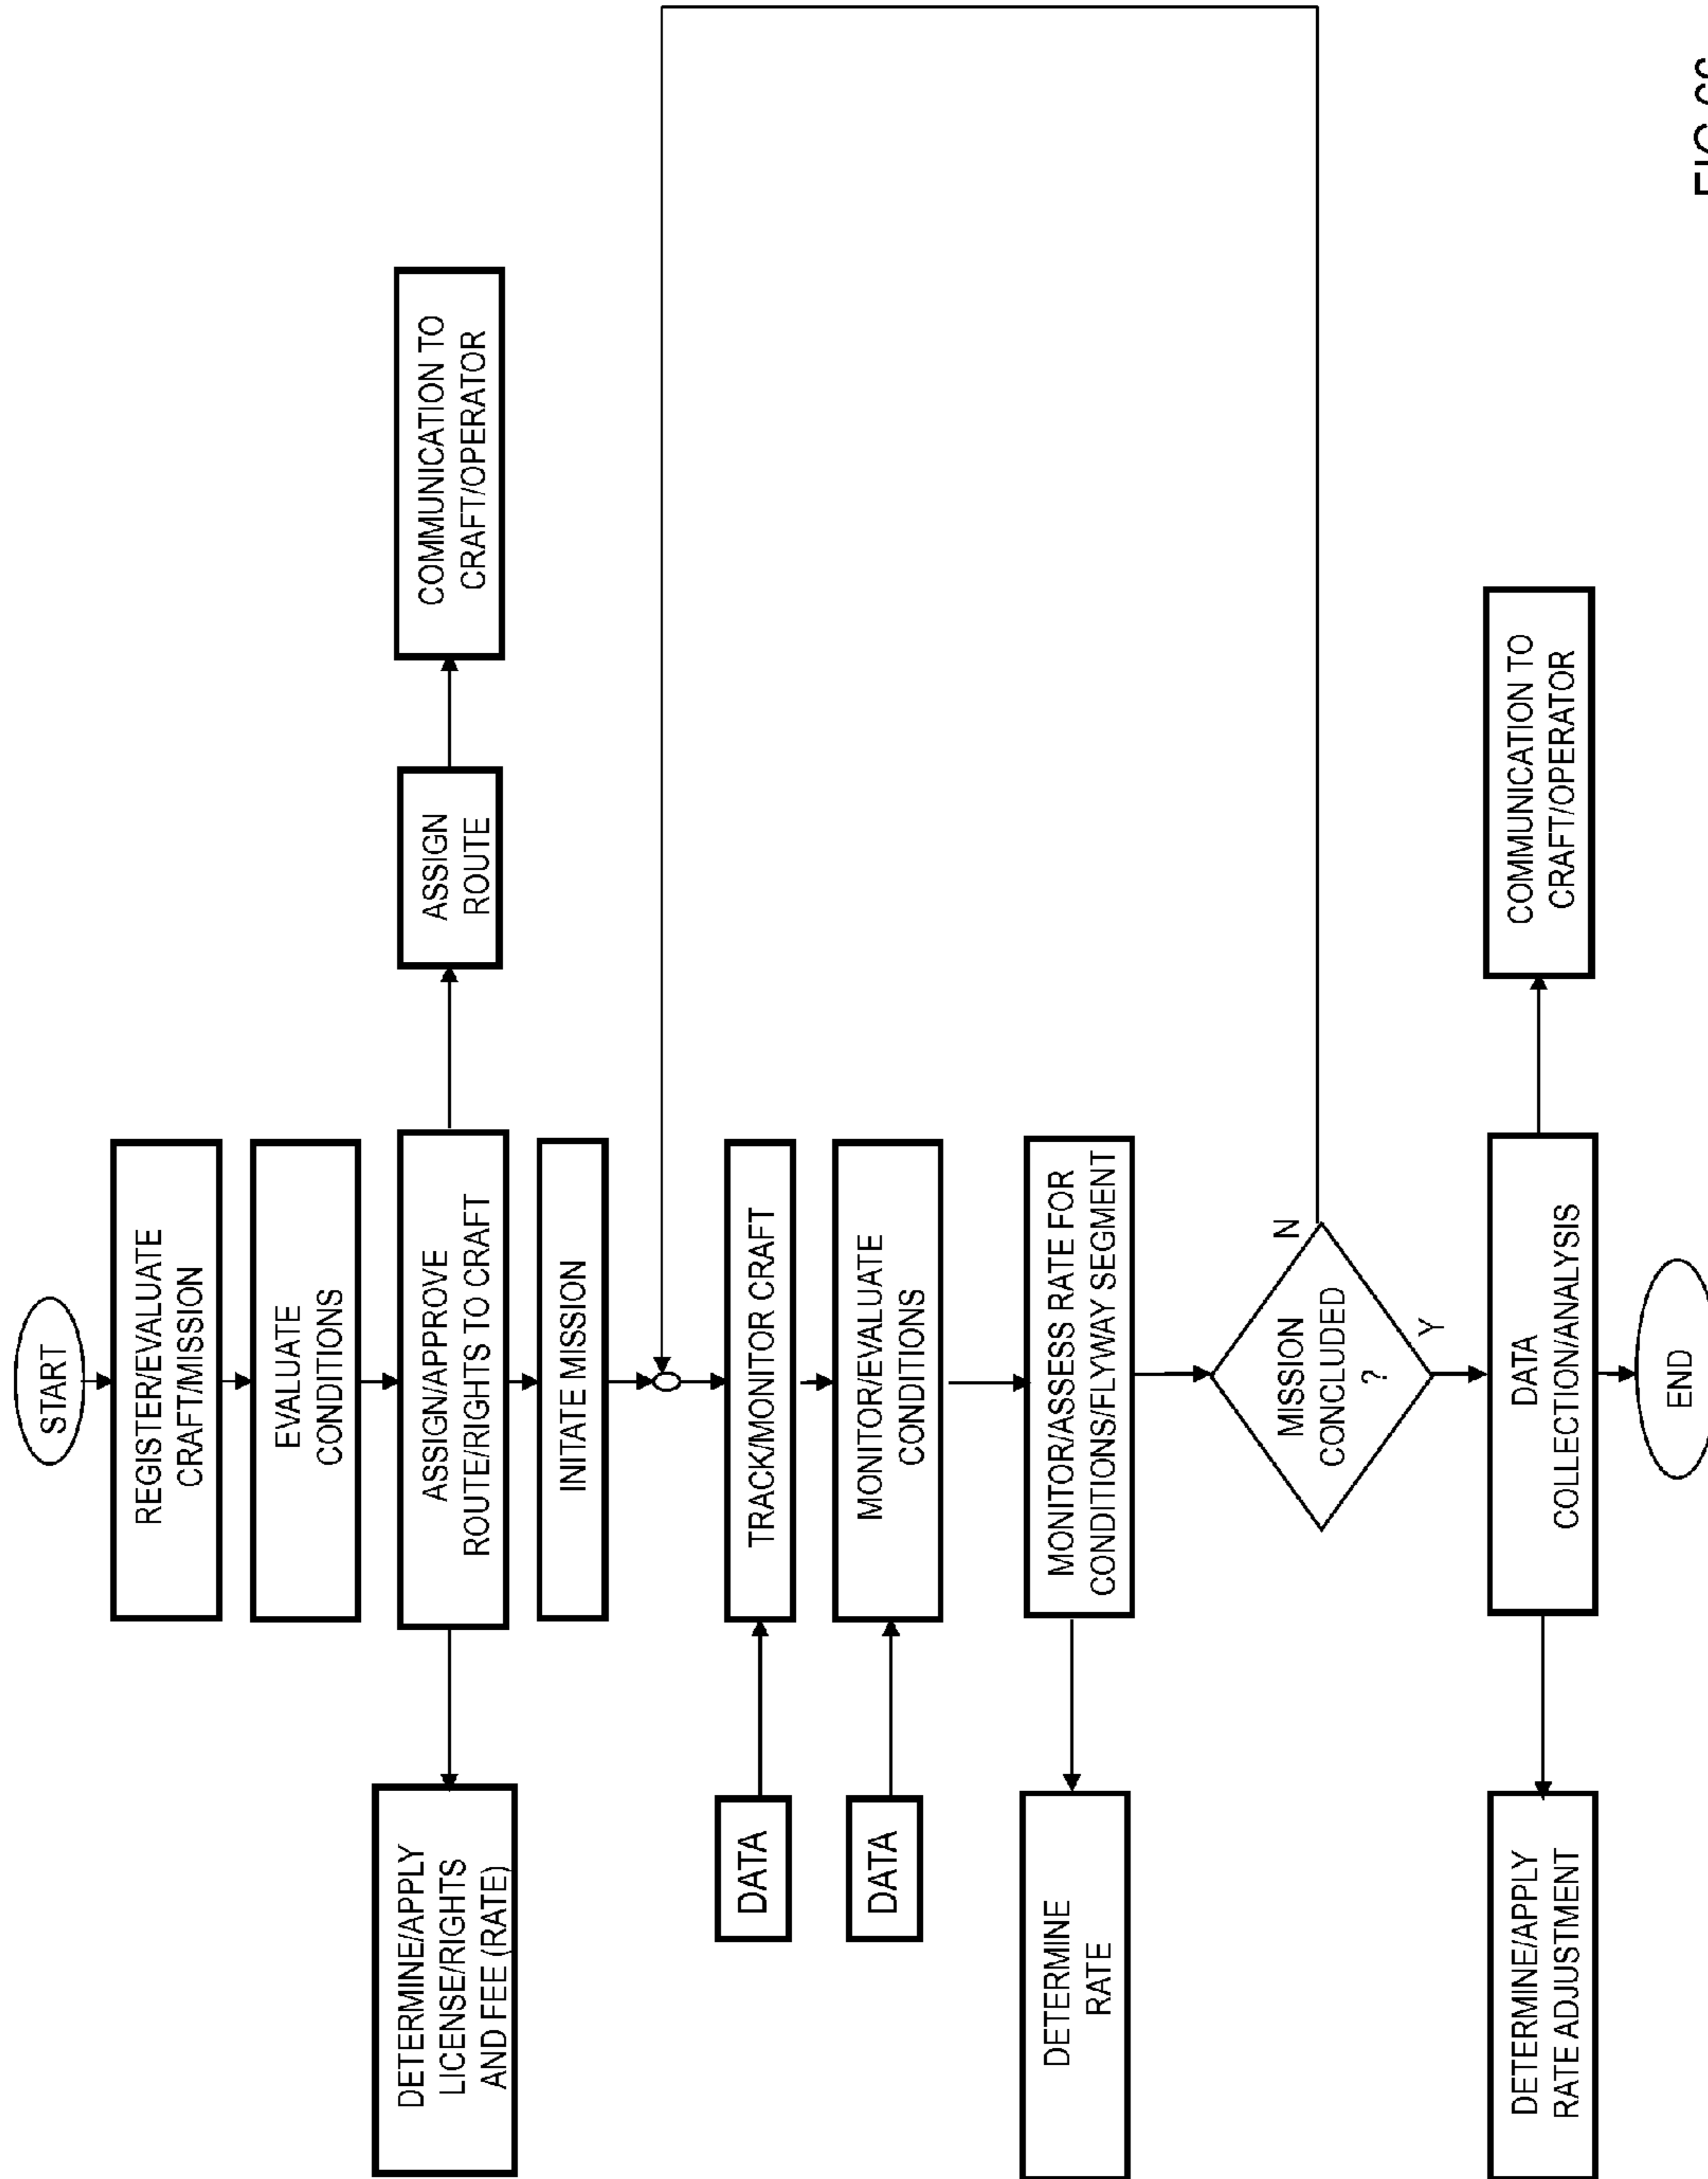 START
REGISTER/EVALUATE
CRAFT/MISSION
EVALUATE
CONDITIONS
DETERMINE/APPLY
LICENSE/RIGHTS
AND FEE (RATE)
ASSIGN/APPROVE
ROUTE/RIGHTS TO CRAFT
ASSIGN
ROUTE
COMMUNICATION TO
CRAFT/OPERATOR
INITATE MISSION
DATA
TRACK/MONITOR CRAFT
DATA
MONITOR/EVALUATE
CONDITIONS
DETERMINE
RATE
MONITOR/ASSESS RATE FOR
CONDITIONS/FLYWAY SEGMENT
MISSION
CONCLUDED
?
N
Y
DETERMINE/APPLY
RATE ADJUSTMENT
DATA
COLLECTION/ANALYSIS
COMMUNICATION TO
CRAFT/OPERATOR
END
FIG